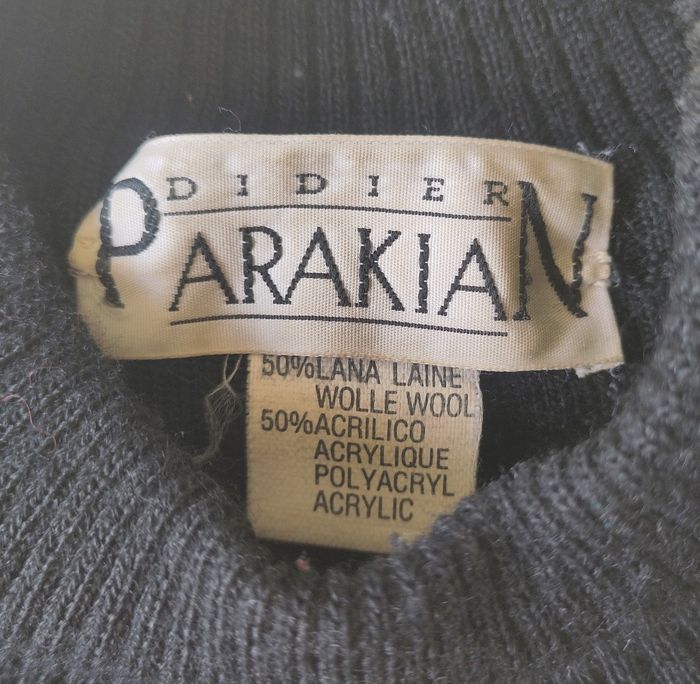 DIDIER
PARAKIAN
50%LANA LAINE
WOLLE WOOL
50%ACRILICO
ACRYLIQUE
POLYACRYL
ACRYLIC